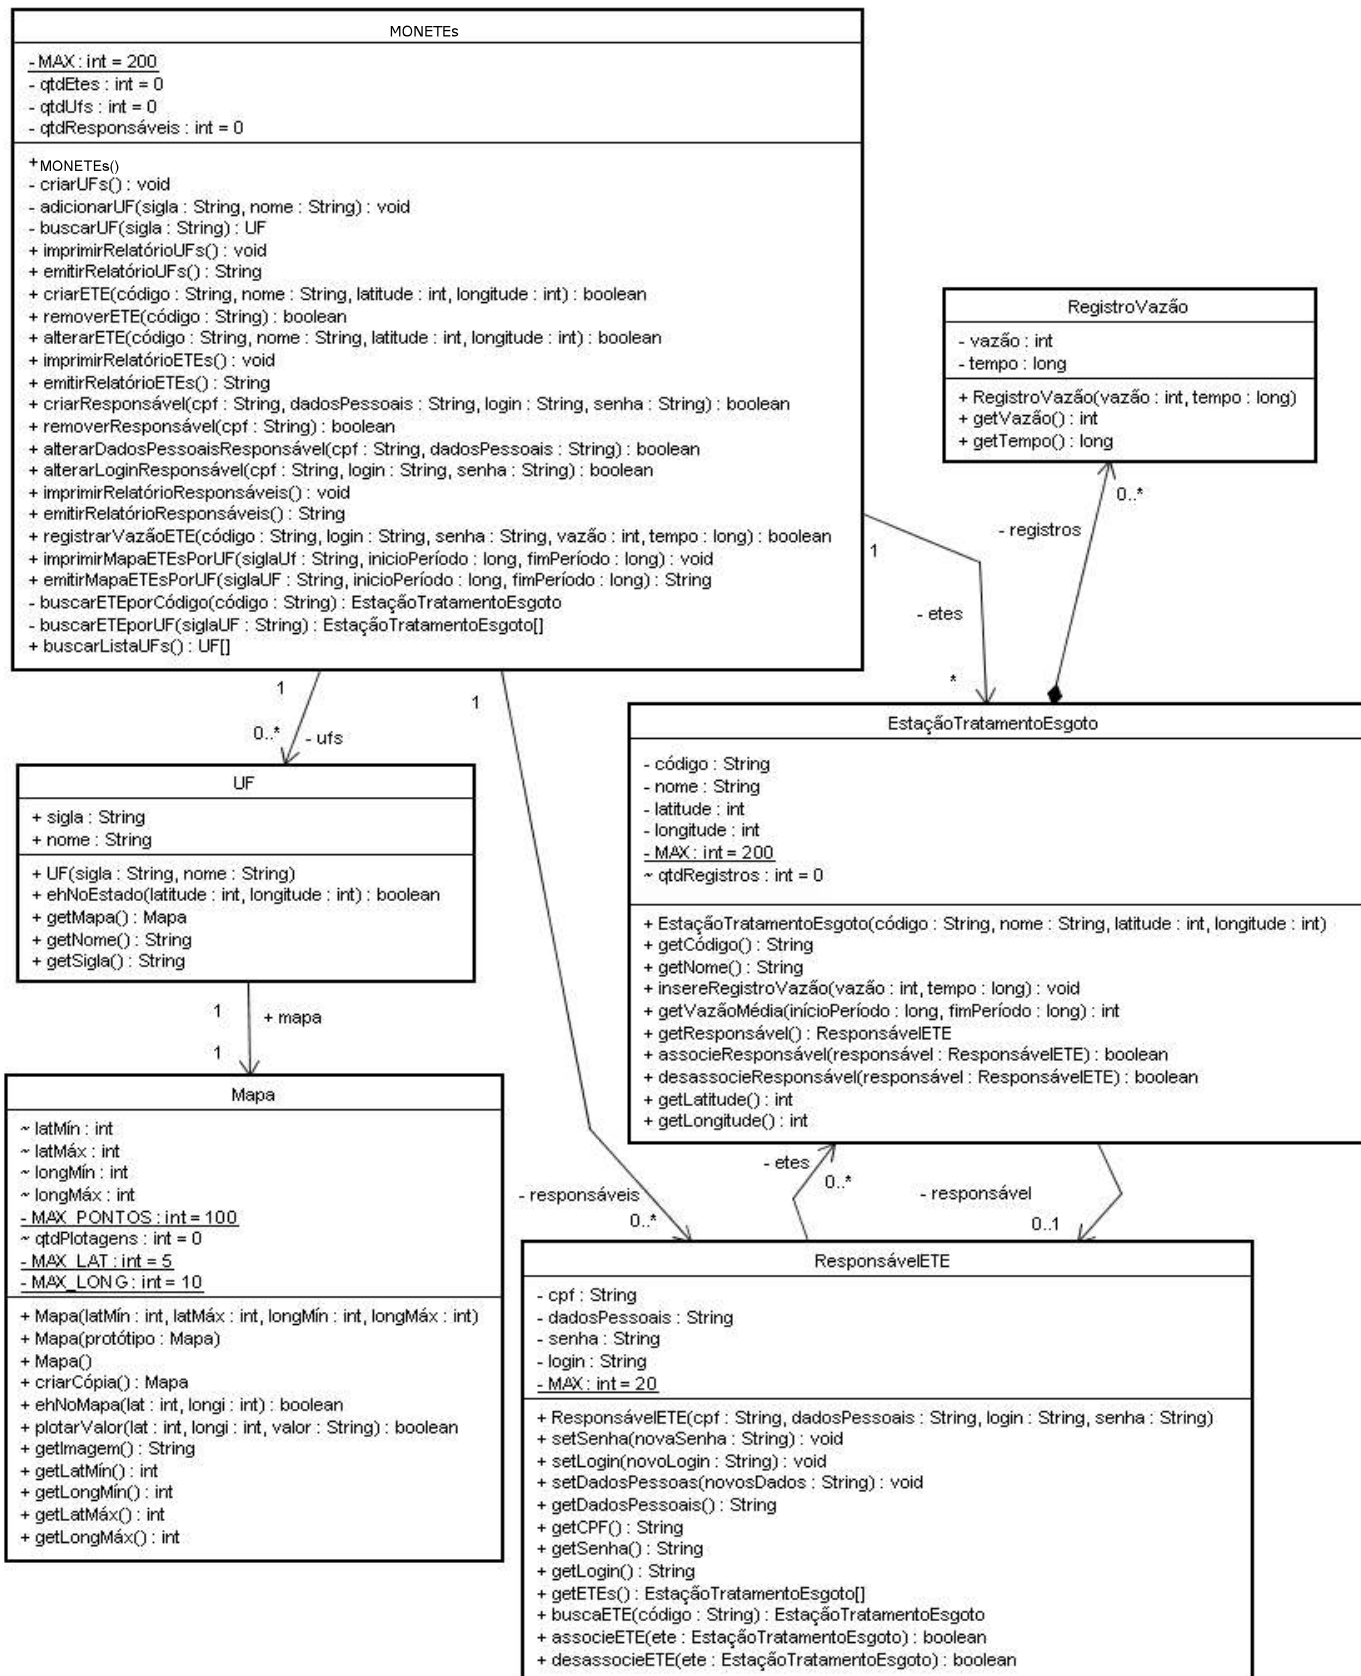 MONETEs
- MAX : int = 200
- qtdEtes : int = 0
- qtdUfs : int = 0
- qtdResponsáveis : int = 0
+ MONETEs()
- criarUFs() : void
- adicionarUF(sigla : String, nome : String) : void
- buscarUF(sigla : String) : UF
+ imprimirRelatórioUFs() : void
+ emitirRelatórioUFs() : String
+ criarETE(código : String, nome : String, latitude : int, longitude : int) : boolean
+ removerETE(código : String) : boolean
+ alterarETE(código : String, nome : String, latitude : int, longitude : int) : boolean
+ imprimirRelatórioETEs() : void
+ emitirRelatórioETEs() : String
+ criarResponsável(cpf : String, dadosPessoais : String, login : String, senha : String) : boolean
+ removerResponsável(cpf : String) : boolean
+ alterarDadosPessoaisResponsável(cpf : String, dadosPessoais : String) : boolean
+ alterarLoginResponsável(cpf : String, login : String, senha : String) : boolean
+ imprimirRelatórioResponsáveis() : void
+ emitirRelatórioResponsáveis() : String
+ registrarVazãoETE(código : String, login : String, senha : String, vazão : int, tempo : long) : boolean
+ imprimirMapaETEsPorUF(siglaUf : String, inicioPeríodo : long, fimPeríodo : long) : void
+ emitirMapaETEsPorUF(siglaUF : String, inicioPeríodo : long, fimPeríodo : long) : String
- buscarETEporCódigo(código : String) : EstaçãoTratamentoEsgoto
- buscarETEporUF(siglaUF : String) : EstaçãoTratamentoEsgoto[]
+ buscarListaUFs() : UF[]
RegistroVazão
- vazão : int
- tempo : long
+ RegistroVazão(vazão : int, tempo : long)
+ getVazão() : int
+ getTempo() : long
0..*
- registros
1
- etes
*
1
0..*
- ufs
1
UF
+ sigla : String
+ nome : String
+ UF(sigla : String, nome : String)
+ ehNoEstado(latitude : int, longitude : int) : boolean
+ getMapa() : Mapa
+ getNome() : String
+ getSigla() : String
1
+ mapa
1
EstaçãoTratamentoEsgoto
- código : String
- nome : String
- latitude : int
- longitude : int
- MAX : int = 200
~ qtdRegistros : int = 0
+ EstaçãoTratamentoEsgoto(código : String, nome : String, latitude : int, longitude : int)
+ getCódigo() : String
+ getNome() : String
+ insereRegistroVazão(vazão : int, tempo : long) : void
+ getVazãoMédia(inícioPeríodo : long, fimPeríodo : long) : int
+ getResponsável() : ResponsávelETE
+ associeResponsável(responsável : ResponsávelETE) : boolean
+ desassocieResponsável(responsável : ResponsávelETE) : boolean
+ getLatitude() : int
+ getLongitude() : int
Mapa
~ latMín : int
~ latMáx : int
~ longMín : int
~ longMáx : int
- MAX_PONTOS : int = 100
~ qtdPlotagens : int = 0
- MAX_LAT : int = 5
- MAX_LONG : int = 10
+ Mapa(latMín : int, latMáx : int, longMín : int, longMáx : int)
+ Mapa(protótipo : Mapa)
+ Mapa()
+ criarCópia() : Mapa
+ ehNoMapa(lat : int, longi : int) : boolean
+ plotarValor(lat : int, longi : int, valor : String) : boolean
+ getImagem() : String
+ getLatMín() : int
+ getLongMín() : int
+ getLatMáx() : int
+ getLongMáx() : int
- responsáveis
0..*
- etes
0..*
- responsável
0..1
ResponsávelETE
- cpf : String
- dadosPessoais : String
- senha : String
- login : String
- MAX : int = 20
+ ResponsávelETE(cpf : String, dadosPessoais : String, login : String, senha : String)
+ setSenha(novaSenha : String) : void
+ setLogin(novoLogin : String) : void
+ setDadosPessoas(novosDados : String) : void
+ getDadosPessoais() : String
+ getCPF() : String
+ getSenha() : String
+ getLogin() : String
+ getETEs() : EstaçãoTratamentoEsgoto[]
+ buscaETE(código : String) : EstaçãoTratamentoEsgoto
+ associeETE(ete : EstaçãoTratamentoEsgoto) : boolean
+ desassocieETE(ete : EstaçãoTratamentoEsgoto) : boolean